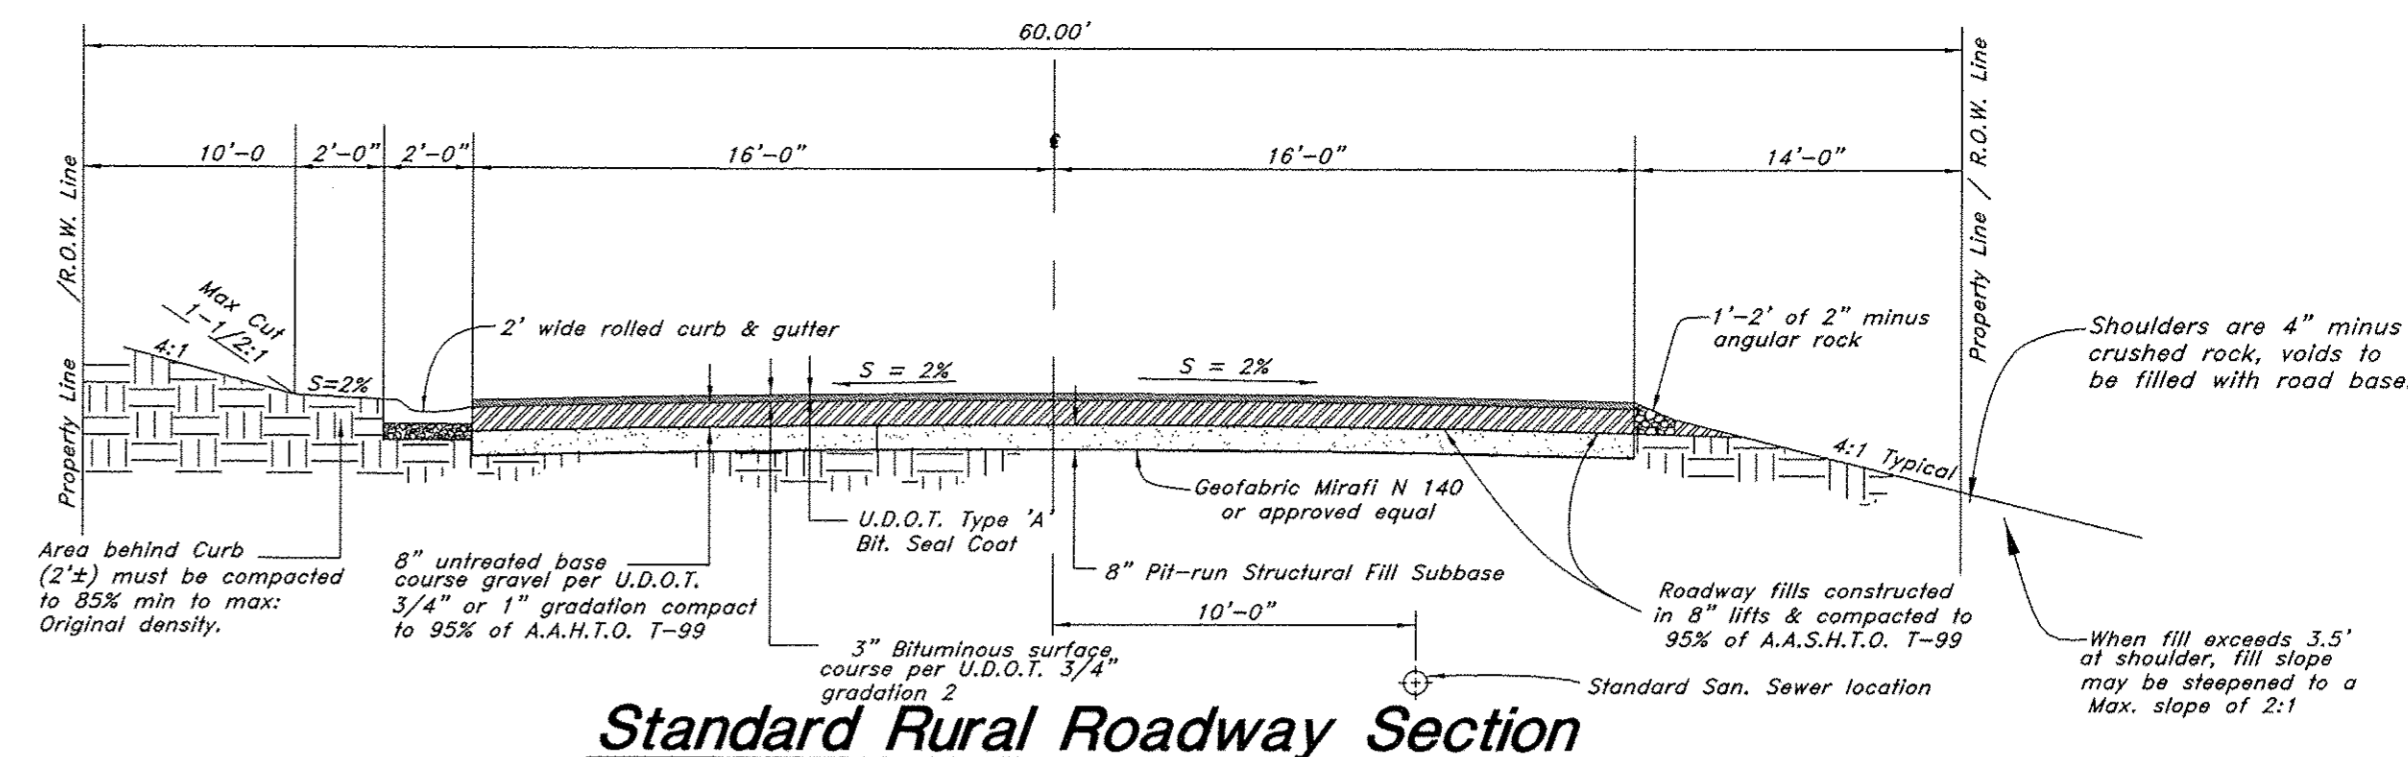 60.00'
10'-0
2'-0"
2'-0"
16'-0"
16'-0"
14'-0"
Property Line /R.O.W. Line
Property Line / R.O.W. Line
Max Cut
1-1/2:1
4:1
S=2%
2' wide rolled curb & gutter
S = 2%
S = 2%
1'-2' of 2" minus
angular rock
Shoulders are 4" minus
crushed rock, voids to
be filled with road base.
4:1 Typical
Geofabric Mirafi N 140
or approved equal
U.D.O.T. Type 'A'
Bit. Seal Coat
Area behind Curb
(2'±) must be compacted
to 85% min to max:
Original density.
8" untreated base
course gravel per U.D.O.T.
3/4" or 1" gradation compact
to 95% of A.A.H.T.O. T-99
3" Bituminous surface
course per U.D.O.T. 3/4"
gradation 2
8" Pit-run Structural Fill Subbase
10'-0"
Roadway fills constructed
in 8" lifts & compacted to
95% of A.A.S.H.T.O. T-99
Standard San. Sewer location
When fill exceeds 3.5'
at shoulder, fill slope
may be steepened to a
Max. slope of 2:1
Standard Rural Roadway Section